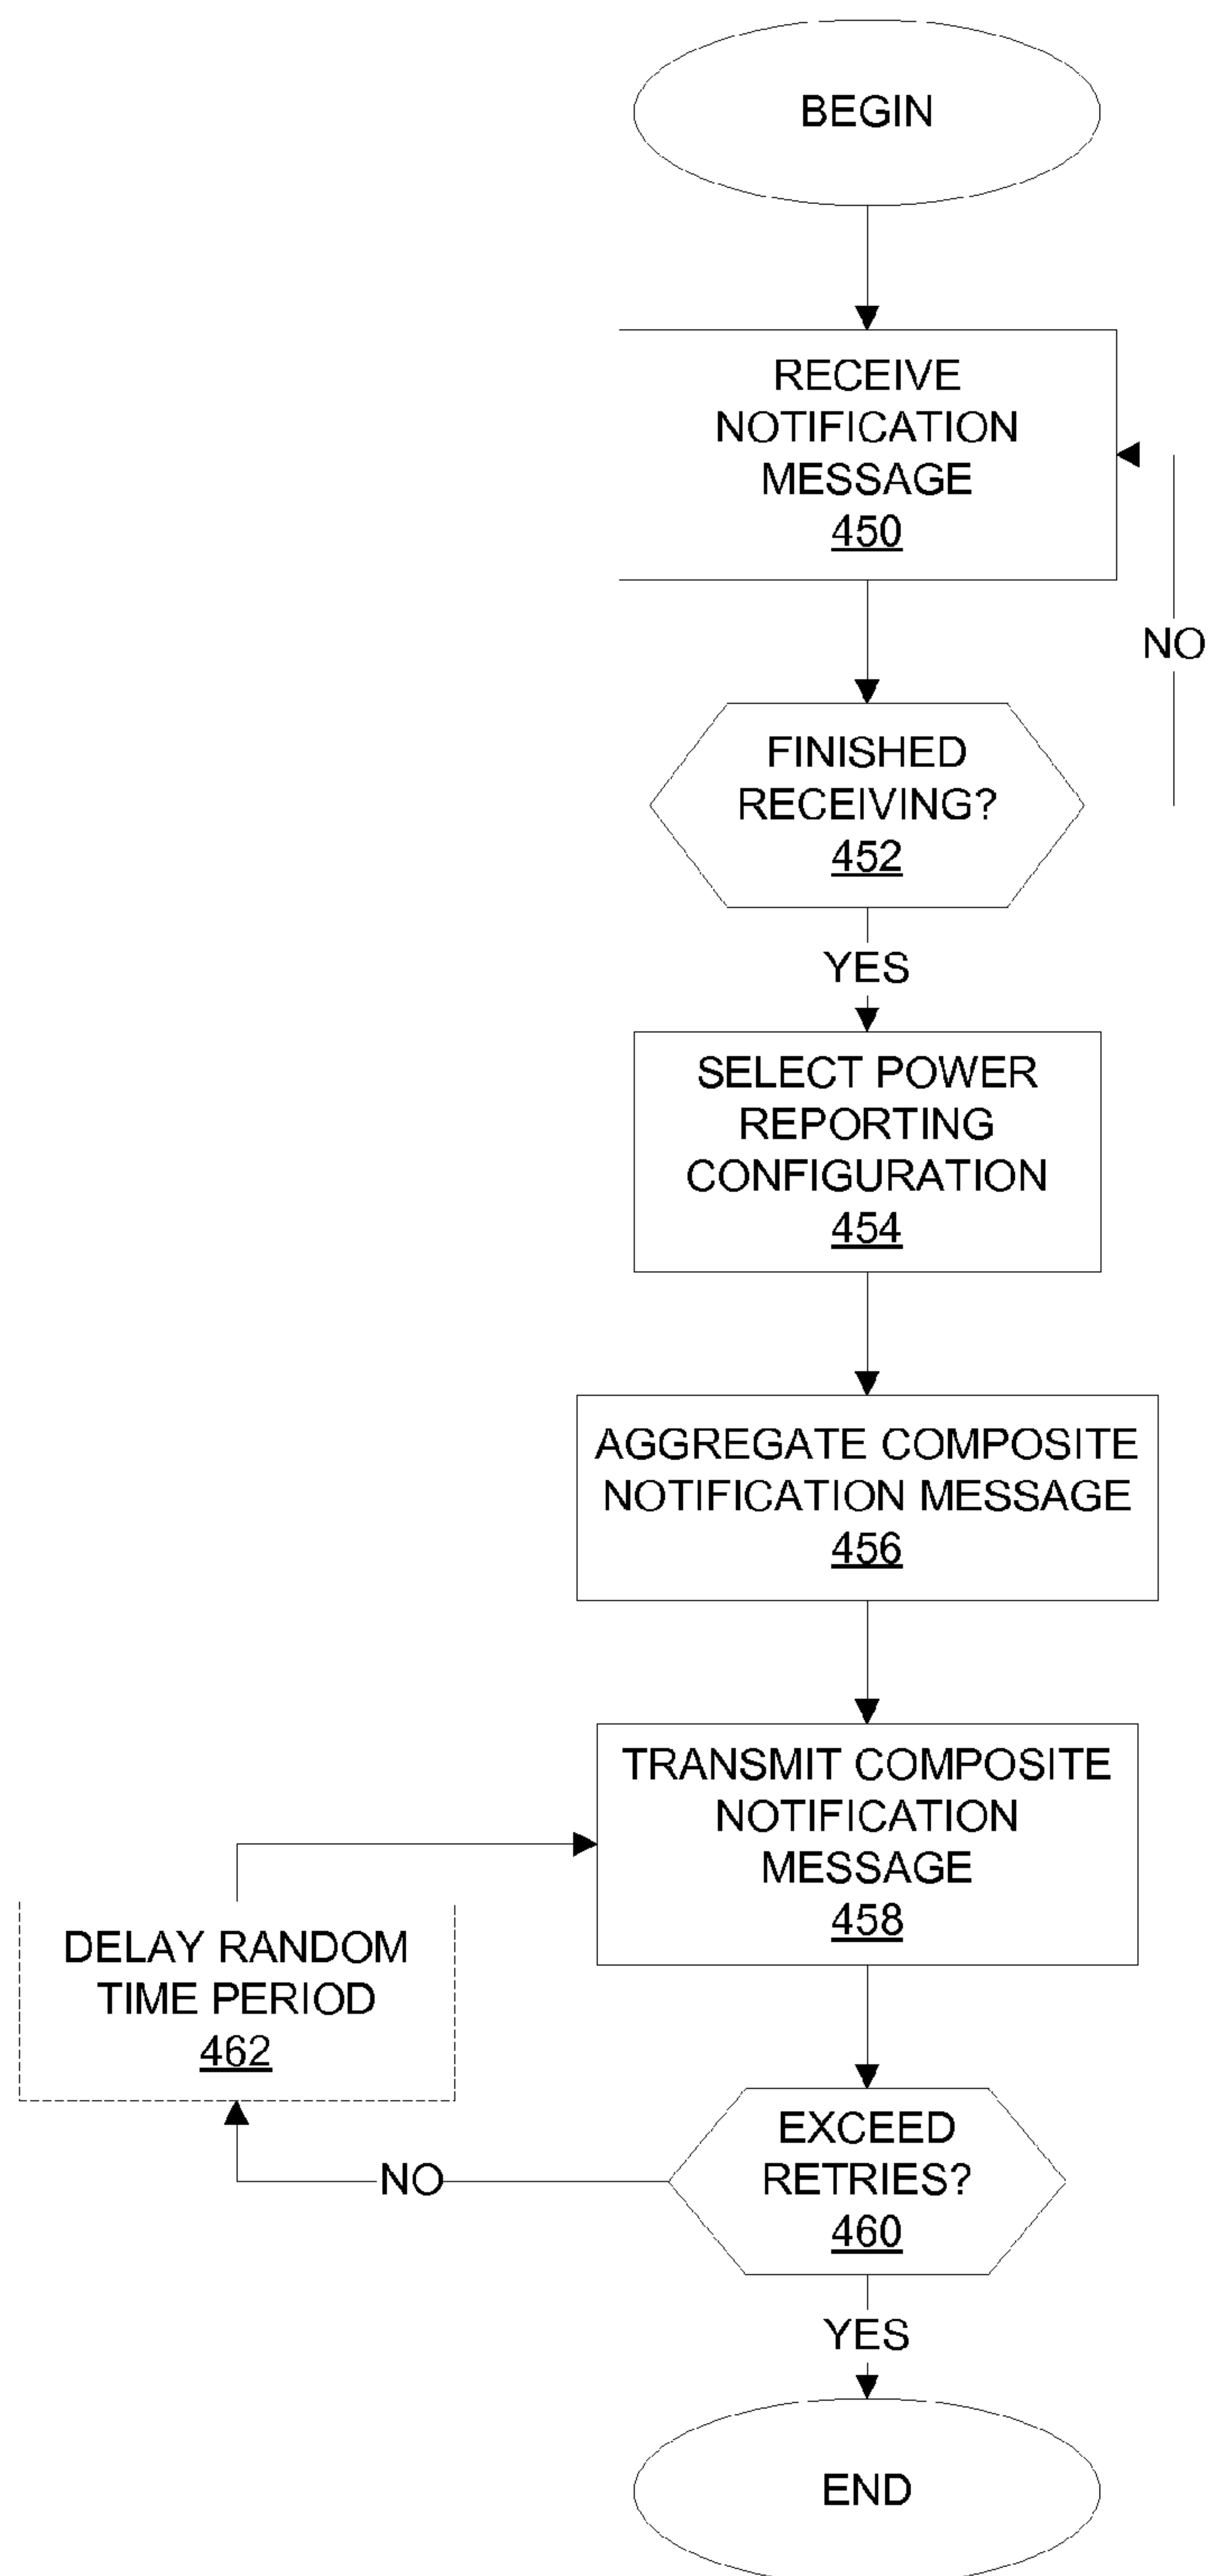 BEGIN
RECEIVE
NOTIFICATION
MESSAGE
450
NO
FINISHED
RECEIVING?
452
YES
SELECT POWER
REPORTING
CONFIGURATION
454
AGGREGATE COMPOSITE
NOTIFICATION MESSAGE
456
TRANSMIT COMPOSITE
NOTIFICATION
MESSAGE
458
DELAY RANDOM
TIME PERIOD
462
EXCEED
RETRIES?
460
NO
YES
END